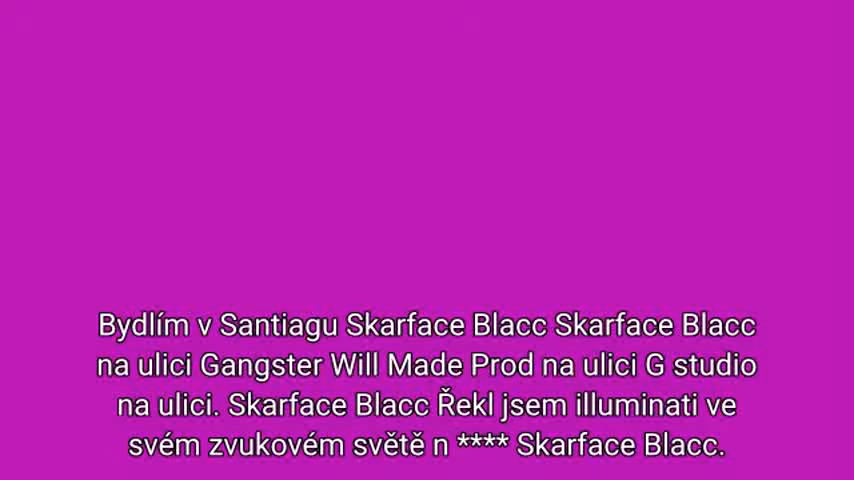 Bydlím v Santiagu Skarface Blacc Skarface Blacc
na ulici Gangster Will Made Prod na ulici G studio
na ulici. Skarface Blacc Řekl jsem illuminati ve
svém zvukovém světě n **** Skarface Blacc.